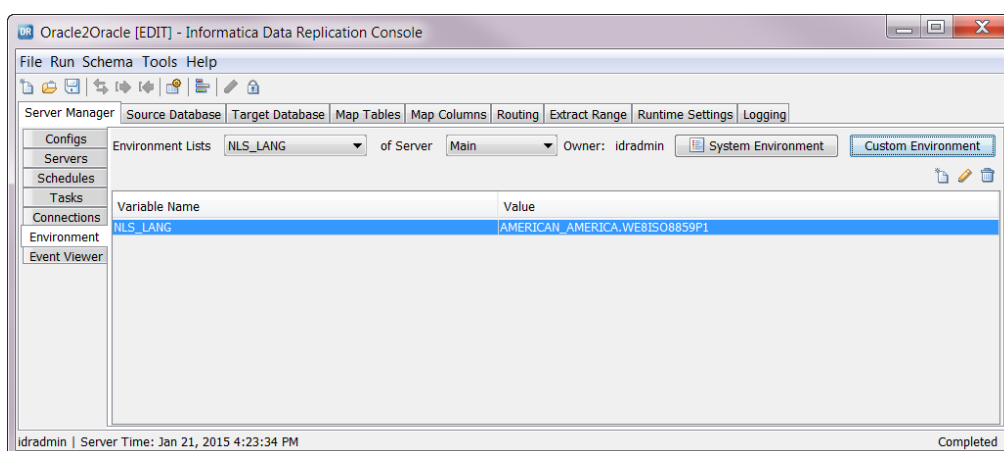 DR Oracle2Oracle [EDIT] - Informatica Data Replication Console
File Run Schema Tools Help
Server Manager Source Database Target Database Map Tables Map Columns Routing Extract Range Runtime Settings Logging
Configs
Servers
Schedules
Tasks
Connections
Environment
Event Viewer
Environment Lists NLS_LANG of Server Main Owner: idradmin System Environment Custom Environment
Variable Name Value
NLS_LANG AMERICAN_AMERICA.WE8ISO8859P1
idradmin | Server Time: Jan 21, 2015 4:23:34 PM Completed